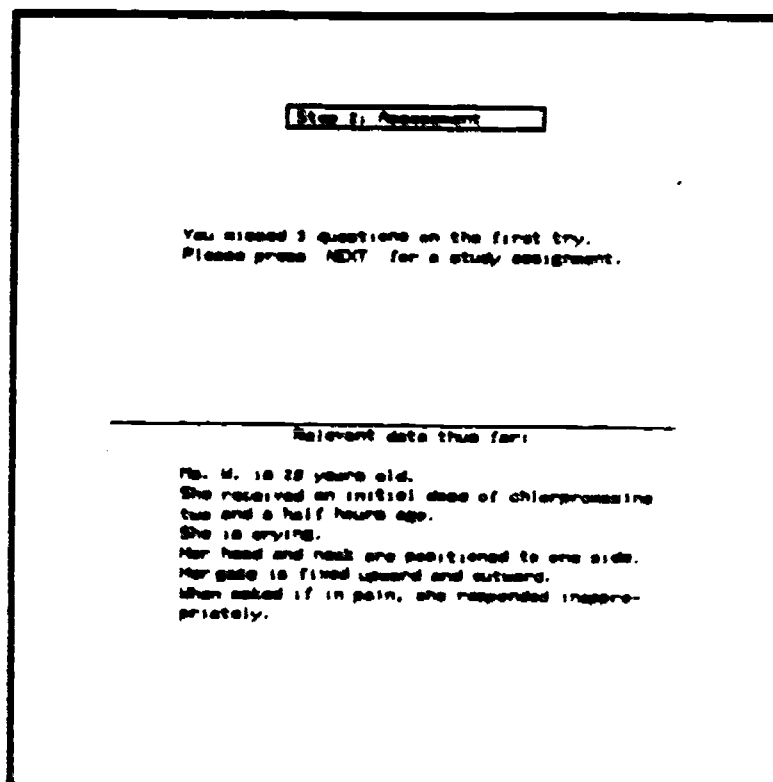 Step 2: Assessment
You missed 3 questions on the first try.
Please press NEXT for a study assignment.
Relevant data thus far:
Ms. W. is 28 years old.
She received an initial dose of chlorpromazine
two and a half hours ago.
She is crying.
Her head and neck are positioned to one side.
Her gaze is fixed upward and outward.
When asked if in pain, she responded inappro-
priately.